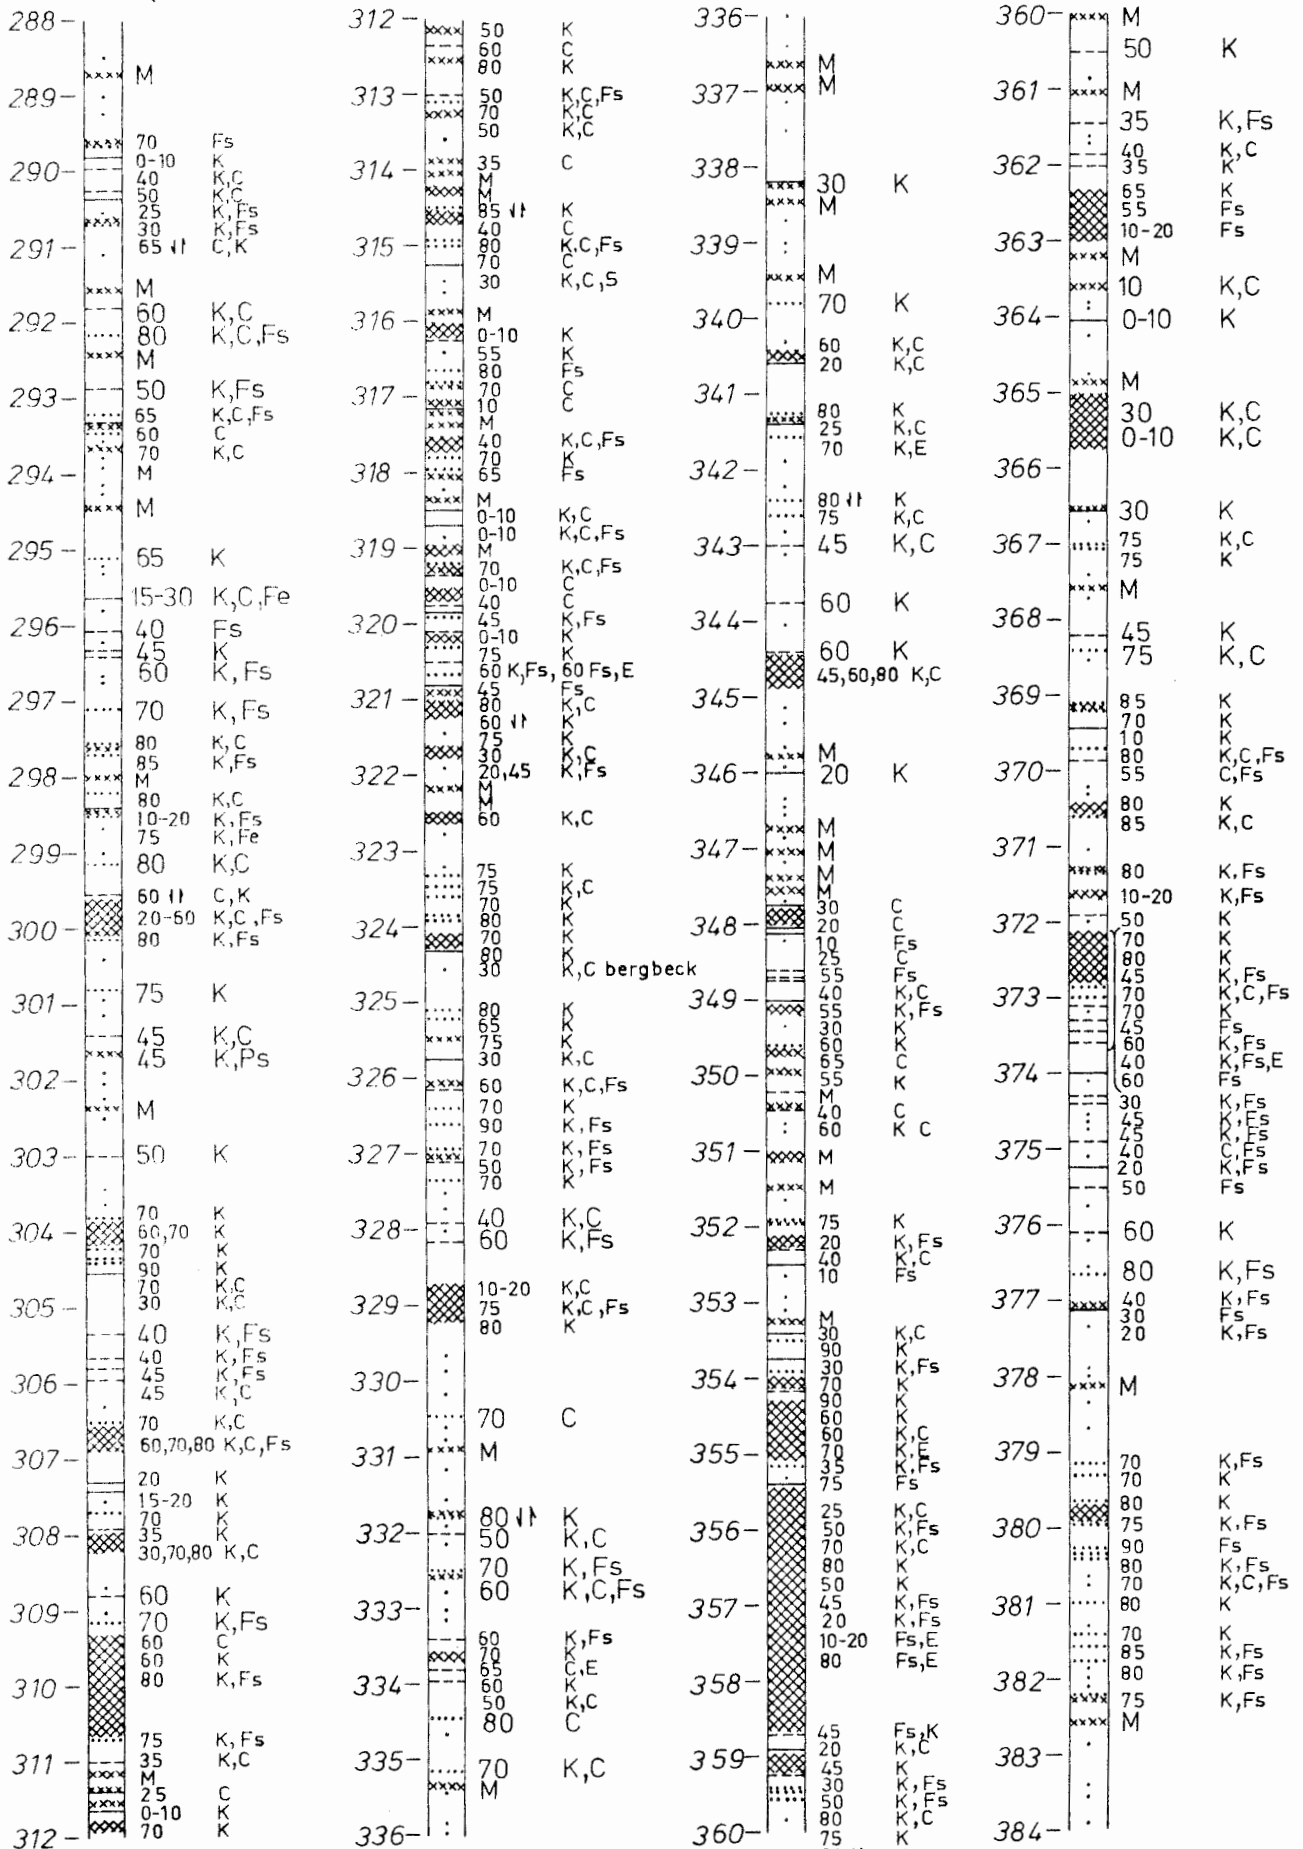 288
M
289
70 Fs
0-10 K
290
40 K,C
50 K,C
25 K,Fs
30 K,Fs
291
65 C,K
M
60 K,C
292
80 K,C,Fs
M
50 K,Fs
293
65 K,C,Fs
60 C
70 K,C
294
M
M
295
65 K
15-30 K,C,Fe
296
40 Fs
45 K
60 K,Fs
297
70 K,Fs
80 K,C
85 K,Fs
298
M
80 K,C
10-20 K,Fs
75 K,Fe
299
80 K,C
60 C,K
20-60 K,C,Fs
300
80 K,Fs
75 K
301
45 K,C
45 K,Ps
302
M
303
50 K
70 K
304
60,70 K
70 K
90 K
70 K,C
305
30 K,C
40 K,Fs
40 K,Fs
45 K,Fs
306
45 K,C
70 K,C
60,70,80 K,C,Fs
307
20 K
15-20 K
70 K
308
35 K
30,70,80 K,C
60 K
309
70 K,Fs
60 C
60 K
310
80 K,Fs
75 K,Fs
311
35 K,C
M
25 C
0-10 K
312
70 K
312
50 K
60 C
80 K
313
50 K,C,Fs
70 K,C
50 K,C
35 C
314
M
M
85 K
40 C
315
80 K,C,Fs
70 C
30 K,C,S
316
M
0-10 K
55 K
80 Fs
317
70 C
10 C
M
40 K,C,Fs
70 K
318
65 Fs
M
0-10 K,C
0-10 K,C,Fs
319
M
70 K,C,Fs
0-10 C
40 C
320
45 K,Fs
0-10 K
75 K
60 K,Fs, 60 Fs,E
45 Fs
321
80 K,C
60 K
75 K
30 K,C
322
20,45 K,Fs
M
M
60 K,C
323
75 K
75 K,C
70 K
80 K
324
70 K
80 K
30 K,C bergbeck
325
80 K
65 K
75 K
30 K,C
326
60 K,C,Fs
70 K
90 K,Fs
327
70 K,Fs
50 K,Fs
70 K
328
40 K,C
60 K,Fs
10-20 K,C
329
75 K,C,Fs
80 K
330
70 C
331
M
80 K
332
50 K,C
70 K,Fs
60 K,C,Fs
333
60 K,Fs
70 K
65 C,E
334
60 K
50 K,C
80 C
335
70 K,C
M
336
336
M
337
M
338
30 K
M
339
M
70 K
340
60 K,C
20 K,C
341
80 K
25 K,C
70 K,E
342
80 K
75 K,C
343
45 K,C
60 K
344
60 K
45,60,80 K,C
345
M
346
20 K
M
347
M
M
M
30 C
348
20 C
10 Fs
25 C
55 Fs
349
40 K,C
55 K,Fs
30 K
60 K
65 C
350
55 K
M
40 C
60 K C
351
M
M
352
75 K
20 K,Fs
40 K,C
10 Fs
353
M
30 K,C
90 K
30 K,Fs
354
70 K
90 K
60 K
60 K,C
355
70 K,E
35 K,Fs
75 Fs
25 K,C
356
50 K,Fs
70 K,C
80 K
50 K
357
45 K,Fs
20 K,Fs
10-20 Fs,E
80 Fs,E
358
45 Fs,K
20 K,C
359
45 K
30 K,Fs
50 K,Fs
80 K,C
360
75 K
360
M
50 K
361
M
35 K,Fs
40 K,C
362
35 K
65 K
55 Fs
10-20 Fs
363
M
10 K,C
364
0-10 K
M
365
30 K,C
0-10 K,C
366
30 K
367
75 K,C
75 K
M
368
45 K
75 K,C
369
85 K
70 K
10 K
80 K,C,Fs
370
55 C,Fs
80 K
85 K,C
371
80 K,Fs
10-20 K,Fs
372
50 K
70 K
80 K
45 K,Fs
373
70 K,C,Fs
70 K
45 Fs
60 K,Fs
374
40 K,Fs,E
60 Fs
30 K,Fs
45 K,Fs
45 K,Fs
375
40 C,Fs
20 K,Fs
50 Fs
376
60 K
80 K,Fs
377
40 K,Fs
30 Fs
20 K,Fs
378
M
379
70 K,Fs
70 K
80 K
380
75 K,Fs
90 Fs
80 K,Fs
70 K,C,Fs
381
80 K
70 K
85 K,Fs
382
80 K,Fs
75 K,Fs
M
383
384